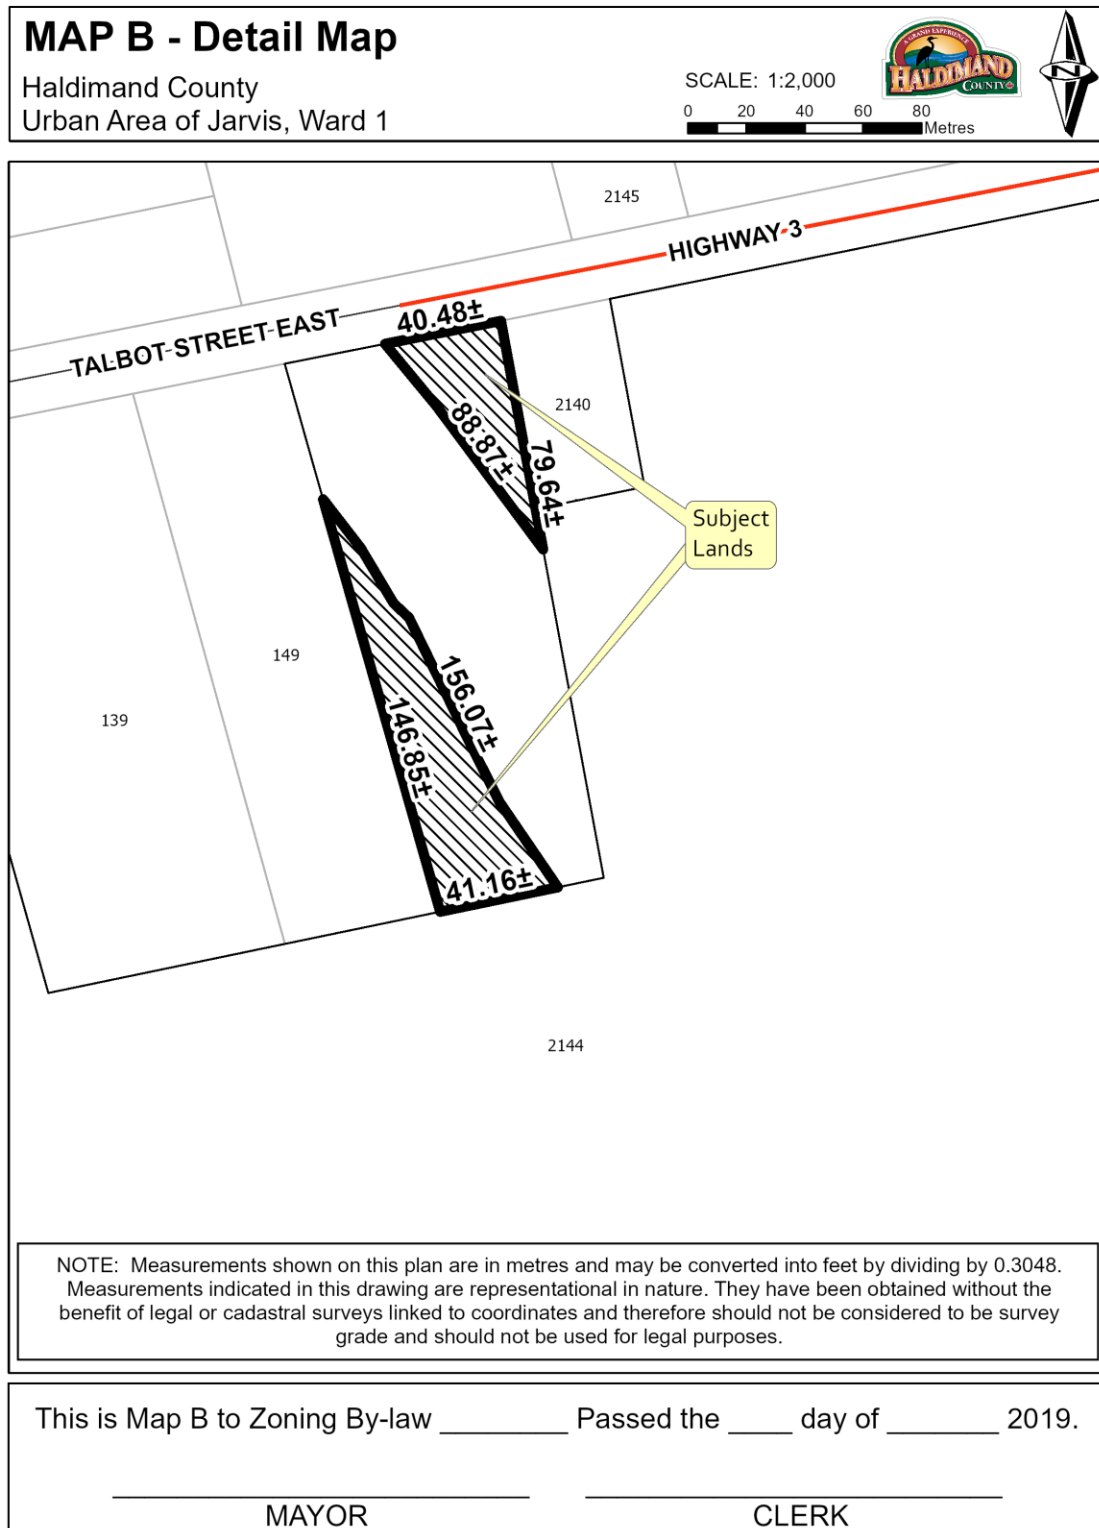 MAP B - Detail Map
Haldimand County
Urban Area of Jarvis, Ward 1
SCALE: 1:2,000
0 20 40 60 80
Metres
A GRAND EXPERIENCE
HALDIMAND
COUNTY
N
2145
HIGHWAY 3
TALBOT STREET EAST
40.48±
2140
88.87±
79.64±
Subject
Lands
149
156.07±
139
146.85±
41.16±
2144
NOTE: Measurements shown on this plan are in metres and may be converted into feet by dividing by 0.3048.
Measurements indicated in this drawing are representational in nature. They have been obtained without the
benefit of legal or cadastral surveys linked to coordinates and therefore should not be considered to be survey
grade and should not be used for legal purposes.
This is Map B to Zoning By-law ________ Passed the ____ day of _______ 2019.
MAYOR CLERK